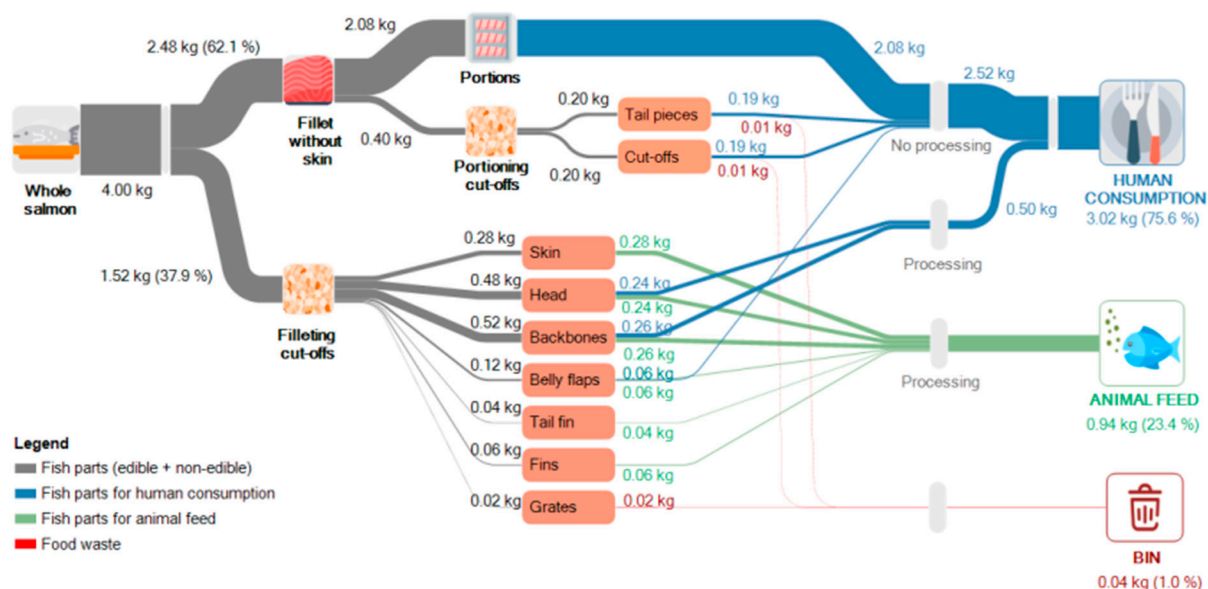 2.08 kg
2.48 kg (62.1 %)
2.08 kg
2.52 kg
Portions
0.20 kg
Tail pieces
0.19 kg
0.01 kg
No processing
Fillet
without
skin
0.40 kg
Portioning
cut-offs
0.20 kg
Cut-offs
0.19 kg
0.01 kg
Whole
salmon
4.00 kg
HUMAN
CONSUMPTION
3.02 kg (75.6 %)
0.50 kg
Processing
1.52 kg (37.9 %)
Filleting
cut-offs
0.28 kg
Skin
0.28 kg
0.48 kg
Head
0.24 kg
0.24 kg
0.52 kg
Backbones
0.26 kg
0.26 kg
0.12 kg
Belly flaps
0.06 kg
0.06 kg
0.04 kg
Tail fin
0.04 kg
0.06 kg
Fins
0.06 kg
0.02 kg
Grates
0.02 kg
Processing
ANIMAL FEED
0.94 kg (23.4 %)
BIN
0.04 kg (1.0 %)
Legend
Fish parts (edible + non-edible)
Fish parts for human consumption
Fish parts for animal feed
Food waste